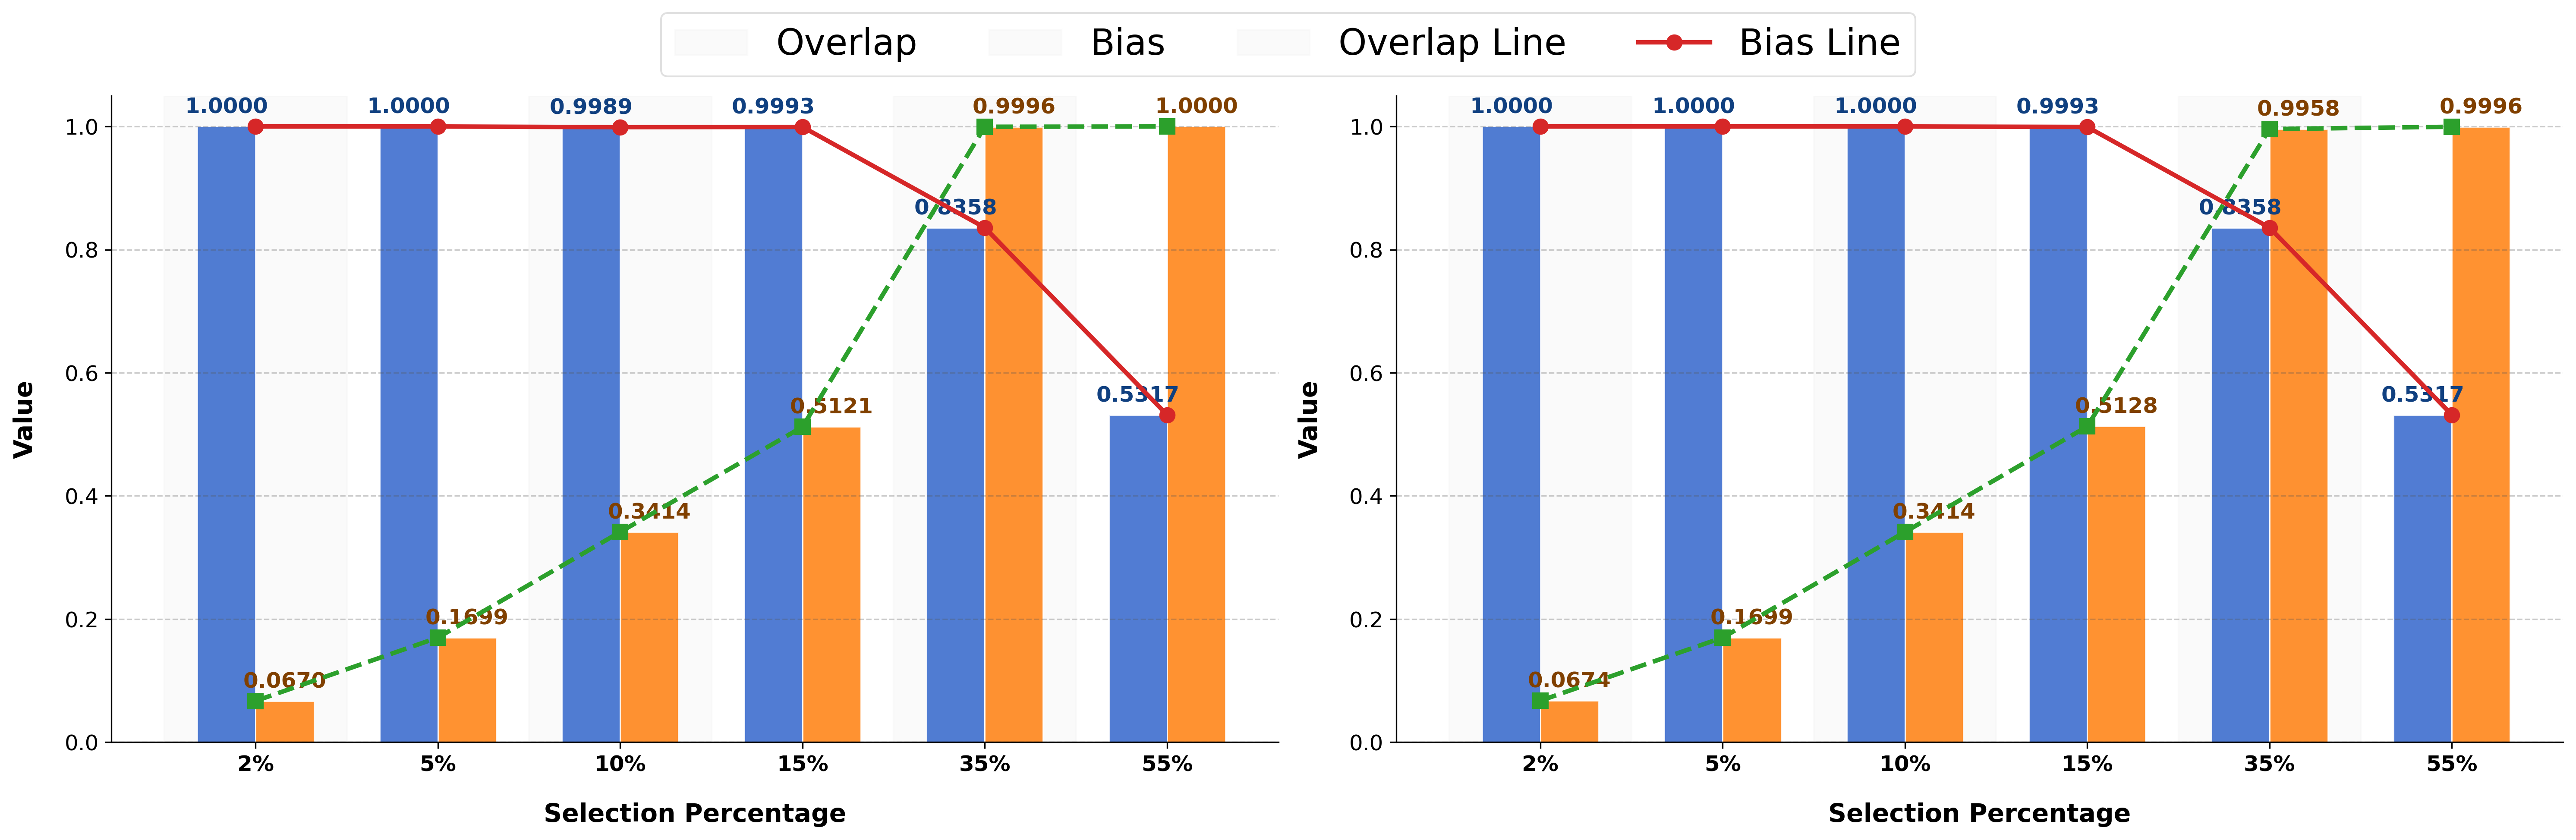 Overlap Bias Overlap Line Bias Line
1.0000 1.0000 0.9989 0.9993 0.9996 1.0000
0.8358
0.5317
0.5121
0.3414
0.1699
0.0670
1.0
0.8
0.6
0.4
0.2
0.0
Value
2% 5% 10% 15% 35% 55%
Selection Percentage
1.0000 1.0000 1.0000 0.9993 0.9958 0.9996
0.8358
0.5317
0.5128
0.3414
0.1699
0.0674
1.0
0.8
0.6
0.4
0.2
0.0
Value
2% 5% 10% 15% 35% 55%
Selection Percentage